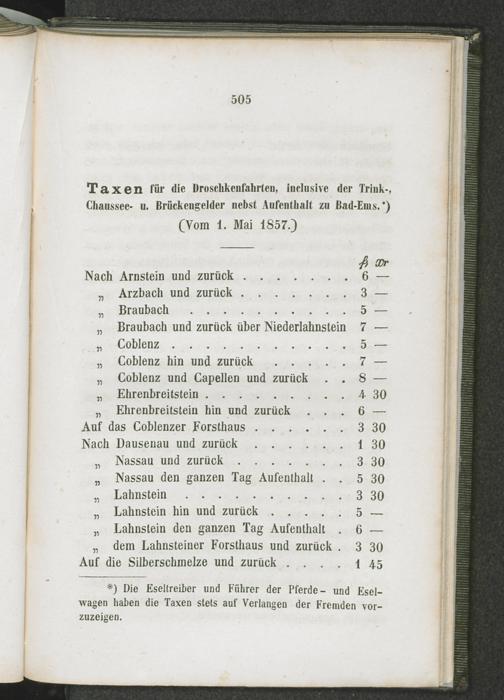 505
Taxen für die Droschkenfahrten, inclusive der Trink-,
Chaussee- u. Brückengelder nebst Aufenthalt zu Bad-Ems.*)
(Vom 1. Mai 1857.)
Nach Arnstein und zurück . . . . . . . 6 —
„ Arzbach und zurück . . . . . . . 3 —
„ Braubach . . . . . . . . . . 5 —
„ Braubach und zurück über Niederlahnstein 7 —
„ Coblenz . . . . . . . . . . . 5 —
„ Coblenz hin und zurück . . . . . 7 —
„ Coblenz und Capellen und zurück . . 8 —
„ Ehrenbreitstein . . . . . . . . . 4 30
„ Ehrenbreitstein hin und zurück . . . 6 —
Auf das Coblenzer Forsthaus . . . . . . 3 30
Nach Dausenau und zurück . . . . . . 1 30
„ Nassau und zurück . . . . . . . 3 30
„ Nassau den ganzen Tag Aufenthalt . . 5 30
„ Lahnstein . . . . . . . . . . 3 30
„ Lahnstein hin und zurück . . . . . 5 —
„ Lahnstein den ganzen Tag Aufenthalt . 6 —
„ dem Lahnsteiner Forsthaus und zurück . 3 30
Auf die Silberschmelze und zurück . . . . 1 45
*) Die Eseltreiber und Führer der Pferde- und Esel-
wagen haben die Taxen stets auf Verlangen der Fremden vor-
zuzeigen.